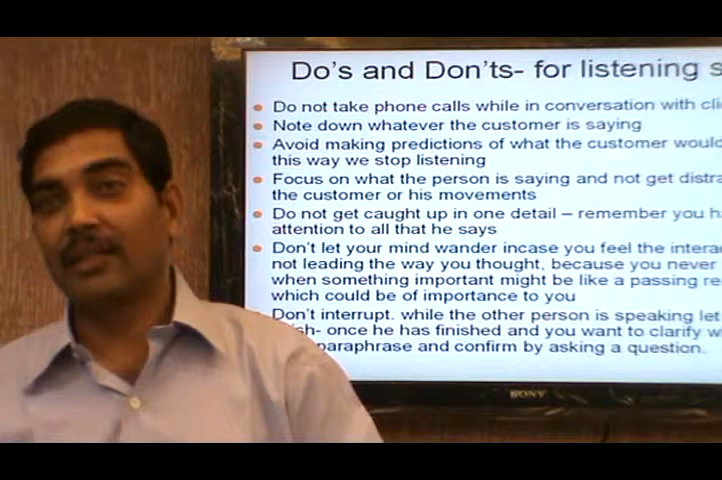 Do's and Don'ts- for listening s
Do not take phone calls while in conversation with cli
Note down whatever the customer is saying
Avoid making predictions of what the customer would
this way we stop listening
Focus on what the person is saying and not get distra
the customer or his movements
Do not get caught up in one detail – remember you h
attention to all that he says
Don't let your mind wander incase you feel the intera
not leading the way you thought, because you never
when something important might be like a passing re
which could be of importance to you
Don't interrupt. while the other person is speaking let
sh- once he has finished and you want to clarify w
paraphrase and confirm by asking a question.
SONY